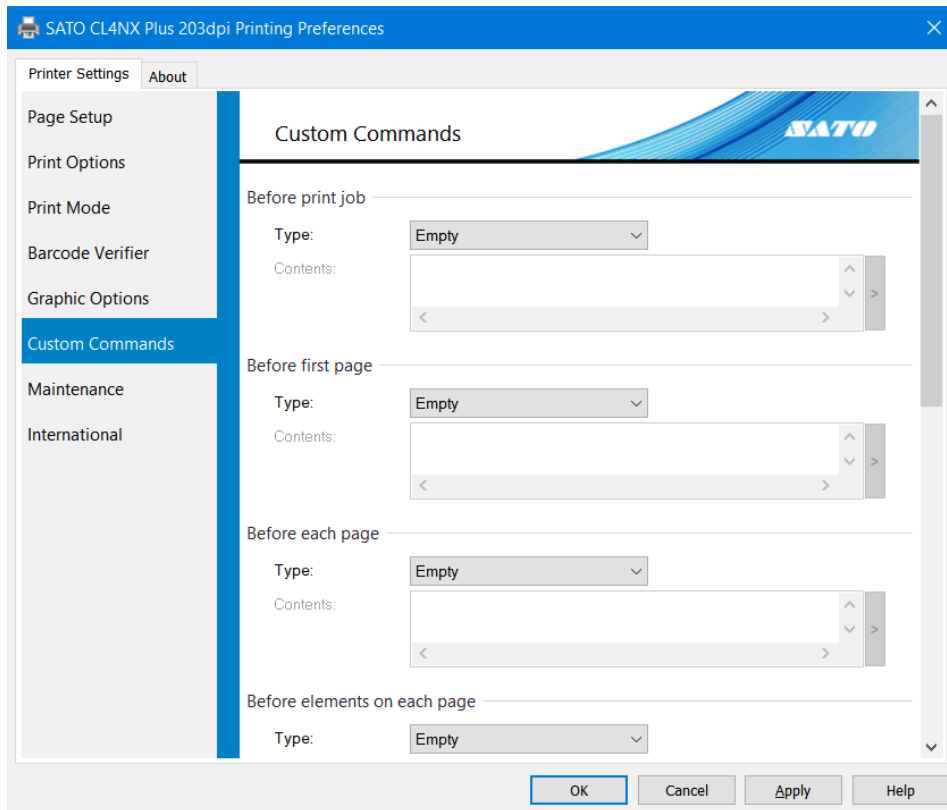 SATO CL4NX Plus 203dpi Printing Preferences
Printer Settings
About
Page Setup
Print Options
Print Mode
Barcode Verifier
Graphic Options
Custom Commands
Maintenance
International
Custom Commands
SATO
Before print job
Type:
Empty
Contents:
>
Before first page
Type:
Empty
Contents:
>
Before each page
Type:
Empty
Contents:
>
Before elements on each page
Type:
Empty
OK
Cancel
Apply
Help